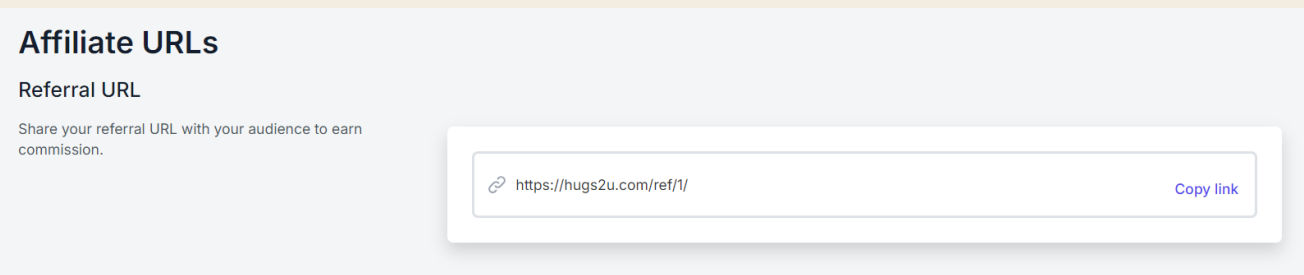 Affiliate URLs
Referral URL
Share your referral URL with your audience to earn
commission.
https://hugs2u.com/ref/1/
Copy link